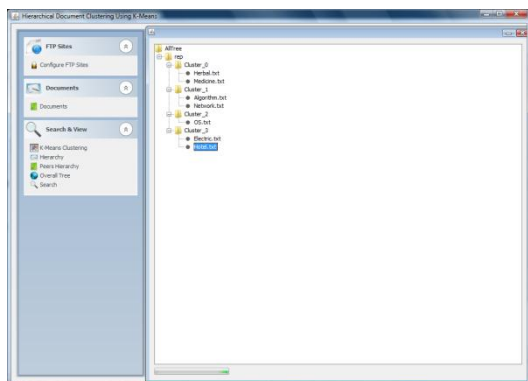 Hierarchical Document Clustering Using K-Means
FTP Sites
Configure FTP Sites
Documents
Documents
Search & View
K-Means Clustering
Hierarchy
Peers Hierarchy
Overall Tree
Search
AllTree
rep
Cluster_0
Herbal.txt
Medicine.txt
Cluster_1
Algorithm.txt
Network.txt
Cluster_2
OS.txt
Cluster_3
Electric.txt
Hotel.txt